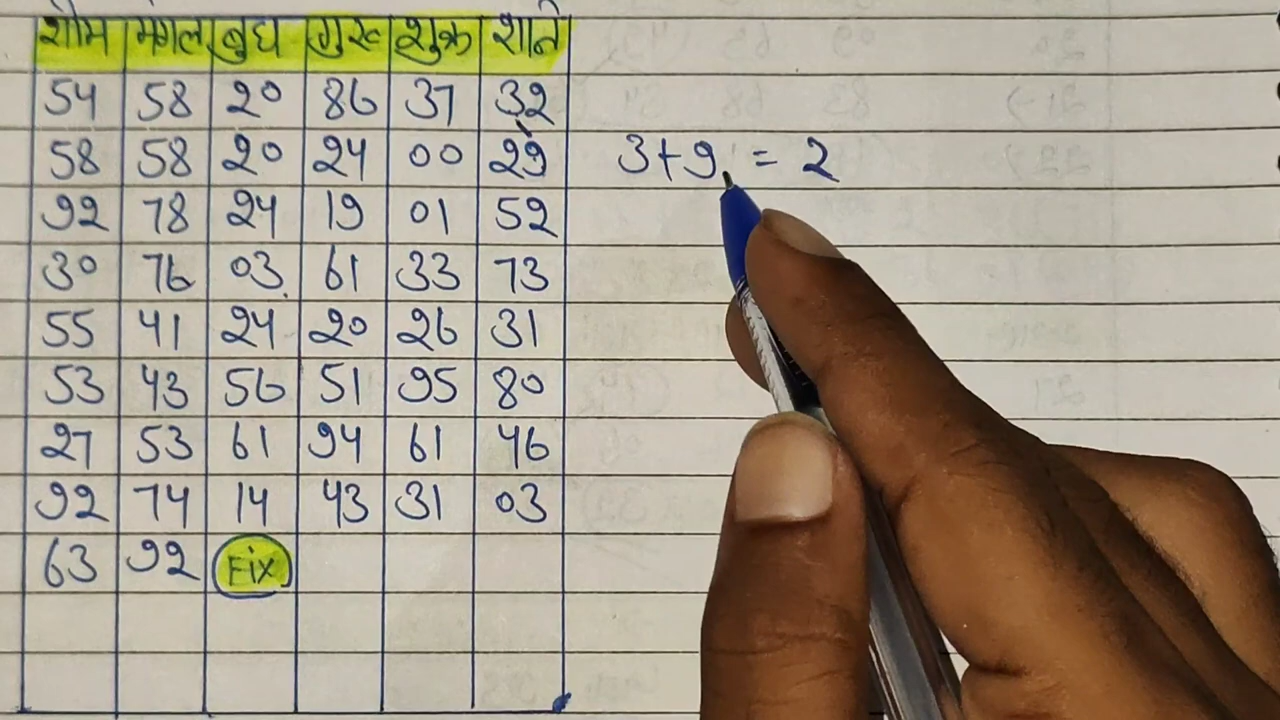 सोम मंगल बुध गुरु शुक्र शनि
54 58 20 86 37 32
58 58 20 24 00 29
92 78 24 19 01 52
30 76 03 61 33 73
55 41 24 20 26 31
53 43 56 51 95 80
27 53 61 94 61 46
92 74 14 43 31 03
63 92 Fix
3+9 = 2